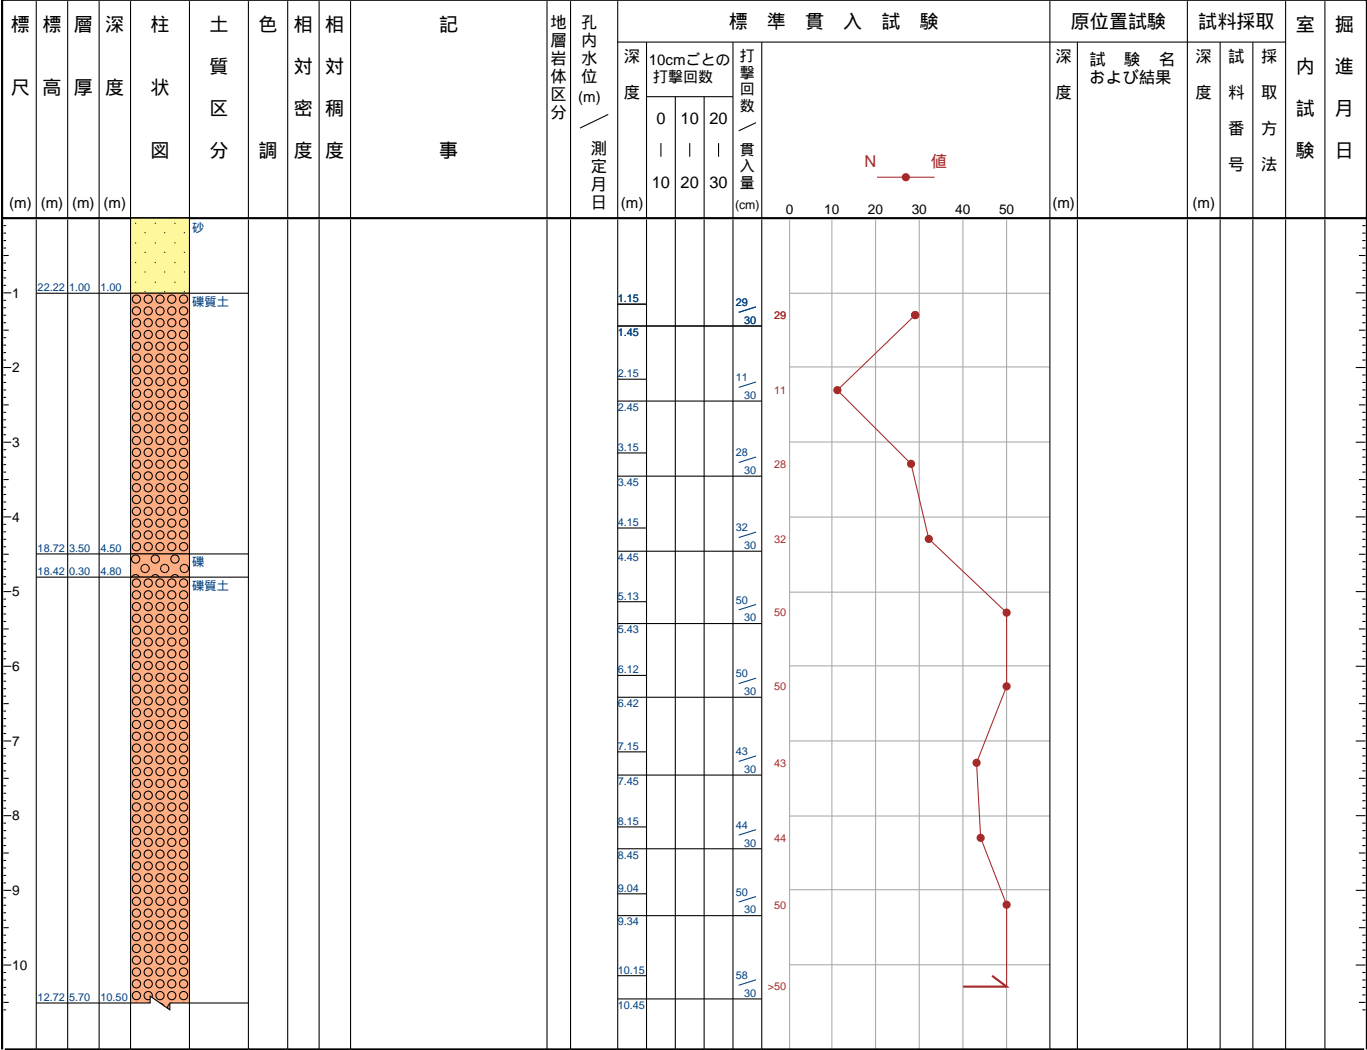 標尺(m)
標高(m)
層厚(m)
深度(m)
柱状図
土質区分
色調
相対密度
相対稠度
記事
地層岩体区分
孔内水位(m)／測定月日
標準貫入試験
深度(m)
10cmごとの
打撃回数
0｜10
10｜20
20｜30
打撃回数／貫入量(cm)
N 値
0 10 20 30 40 50
原位置試験
深度(m)
試験名
および結果
試料採取
深度(m)
試料番号
採取方法
室内試験
掘進月日
砂
22.22 1.00 1.00
1
礫質土
1.15 29/30 29
1.45
2
2.15 11/30 11
2.45
3
3.15 28/30 28
3.45
4
4.15 32/30 32
4.45
18.72 3.50 4.50
礫
18.42 0.30 4.80
礫質土
5
5.13 50/30 50
5.43
6
6.12 50/30 50
6.42
7
7.15 43/30 43
7.45
8
8.15 44/30 44
8.45
9
9.04 50/30 50
9.34
10
10.15 58/30 >50
10.45
12.72 5.70 10.50